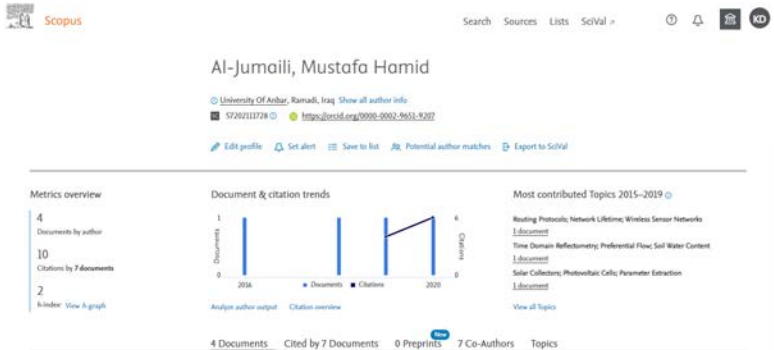 Scopus
Search Sources Lists SciVal
KD
Al-Jumaili, Mustafa Hamid
University Of Anbar, Ramadi, Iraq Show all author info
57202111728
https://orcid.org/0000-0002-9651-9207
Edit profile Set alert Save to list Potential author matches Export to SciVal
Metrics overview
4
Documents by author
10
Citations by 7 documents
2
h-index: View h-graph
Document & citation trends
1
6
Documents
Citations
0
0
2016
2020
Documents Citations
Analyze author output Citation overview
Most contributed Topics 2015–2019
Routing Protocols; Network Lifetime; Wireless Sensor Networks
1 document
Time Domain Reflectometry; Preferential Flow; Soil Water Content
1 document
Solar Collectors; Photovoltaic Cells; Parameter Extraction
1 document
View all Topics
New
4 Documents Cited by 7 Documents 0 Preprints 7 Co-Authors Topics